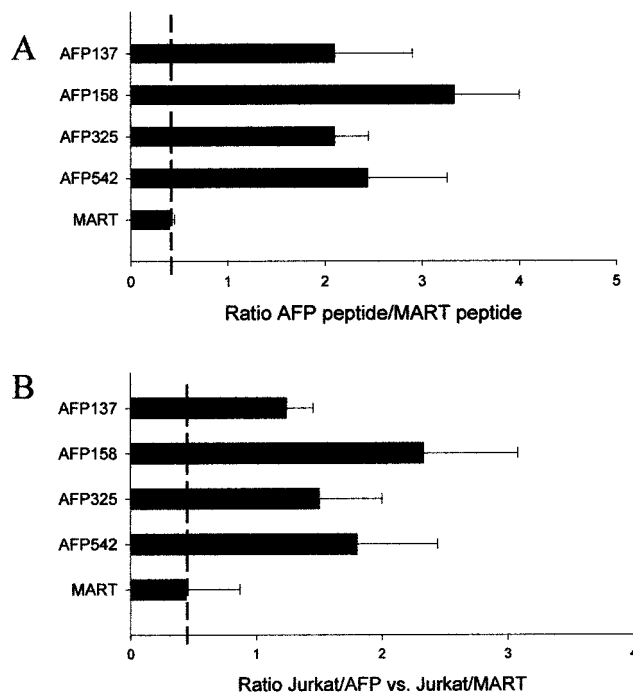 A
AFP137
AFP158
AFP325
AFP542
MART
0 1 2 3 4 5
Ratio AFP peptide/MART peptide
B
AFP137
AFP158
AFP325
AFP542
MART
0 1 2 3 4
Ratio Jurkat/AFP vs. Jurkat/MART